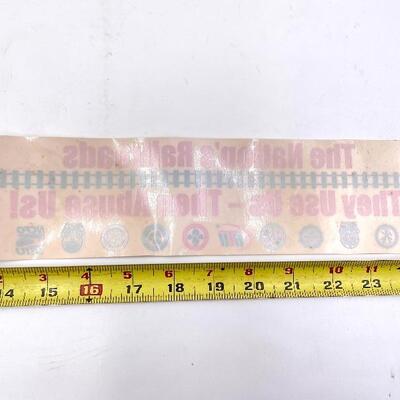 The Nation's Railroads
They Use Us - Then Abuse Us!
3 4 5 6 7 8 9 10 11
14 15 16 17 18 19 20 21 22 23